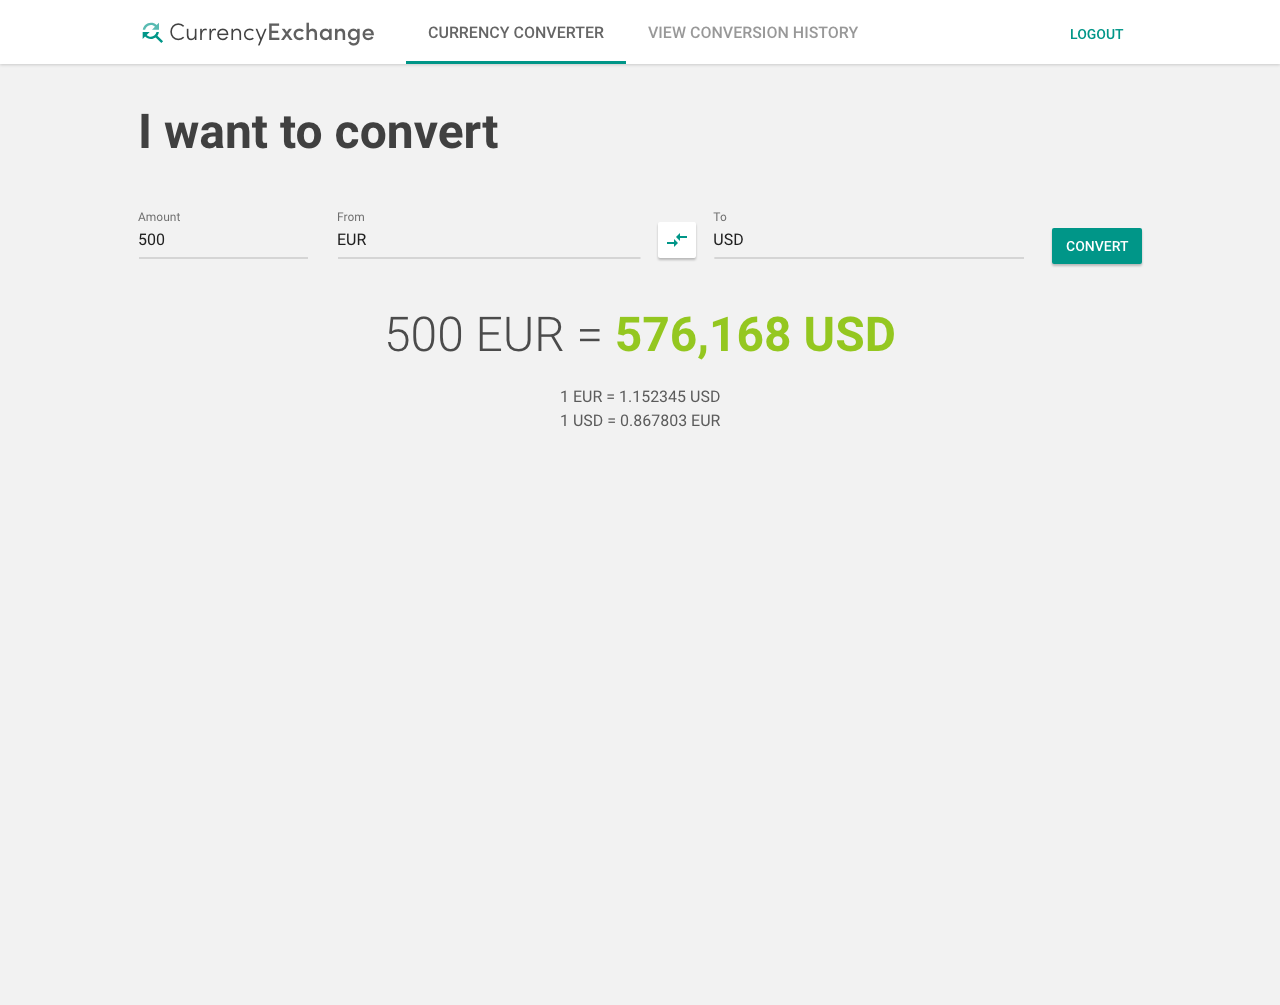 CurrencyExchange
CURRENCY CONVERTER
VIEW CONVERSION HISTORY
LOGOUT
I want to convert
Amount
500
From
EUR
To
USD
CONVERT
500 EUR = 576,168 USD
1 EUR = 1.152345 USD
1 USD = 0.867803 EUR